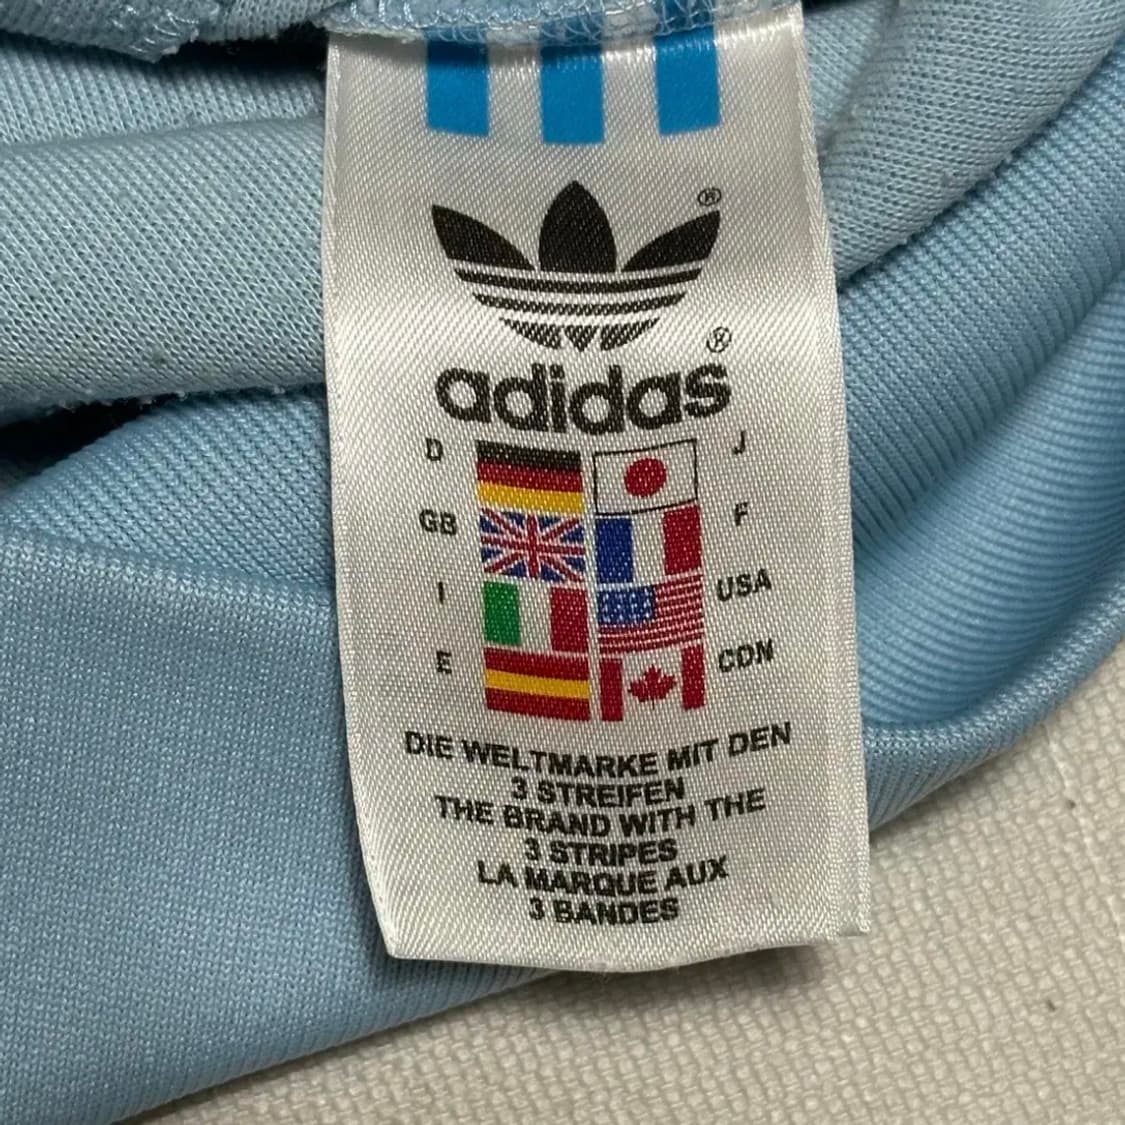 ®
®
adidas
D J
GB F
I USA
E CDN
DIE WELTMARKE MIT DEN
3 STREIFEN
THE BRAND WITH THE
3 STRIPES
LA MARQUE AUX
3 BANDES